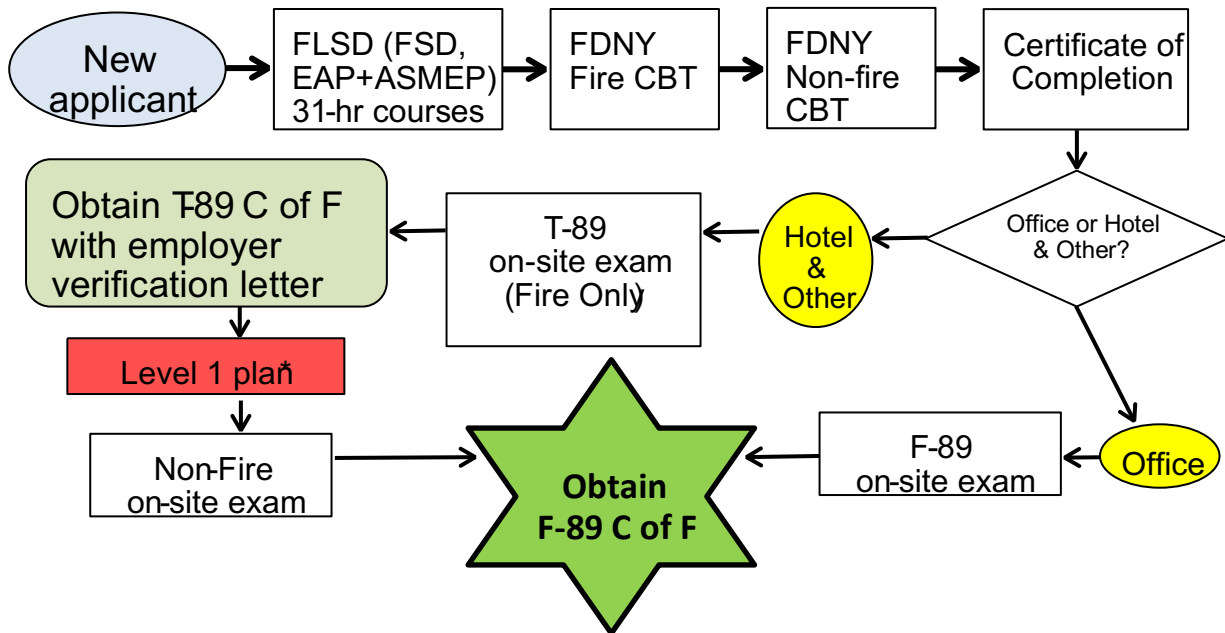 New
applicant
FLSD (FSD,
EAP+ASMEP)
31-hr courses
FDNY
Fire CBT
FDNY
Non-fire
CBT
Certificate of
Completion
Office or Hotel
& Other?
Hotel
&
Other
T-89
on-site exam
(Fire Only)
Obtain T-89 C of F
with employer
verification letter
Level 1 plan*
Non-Fire
on-site exam
Obtain
F-89 C of F
F-89
on-site exam
Office